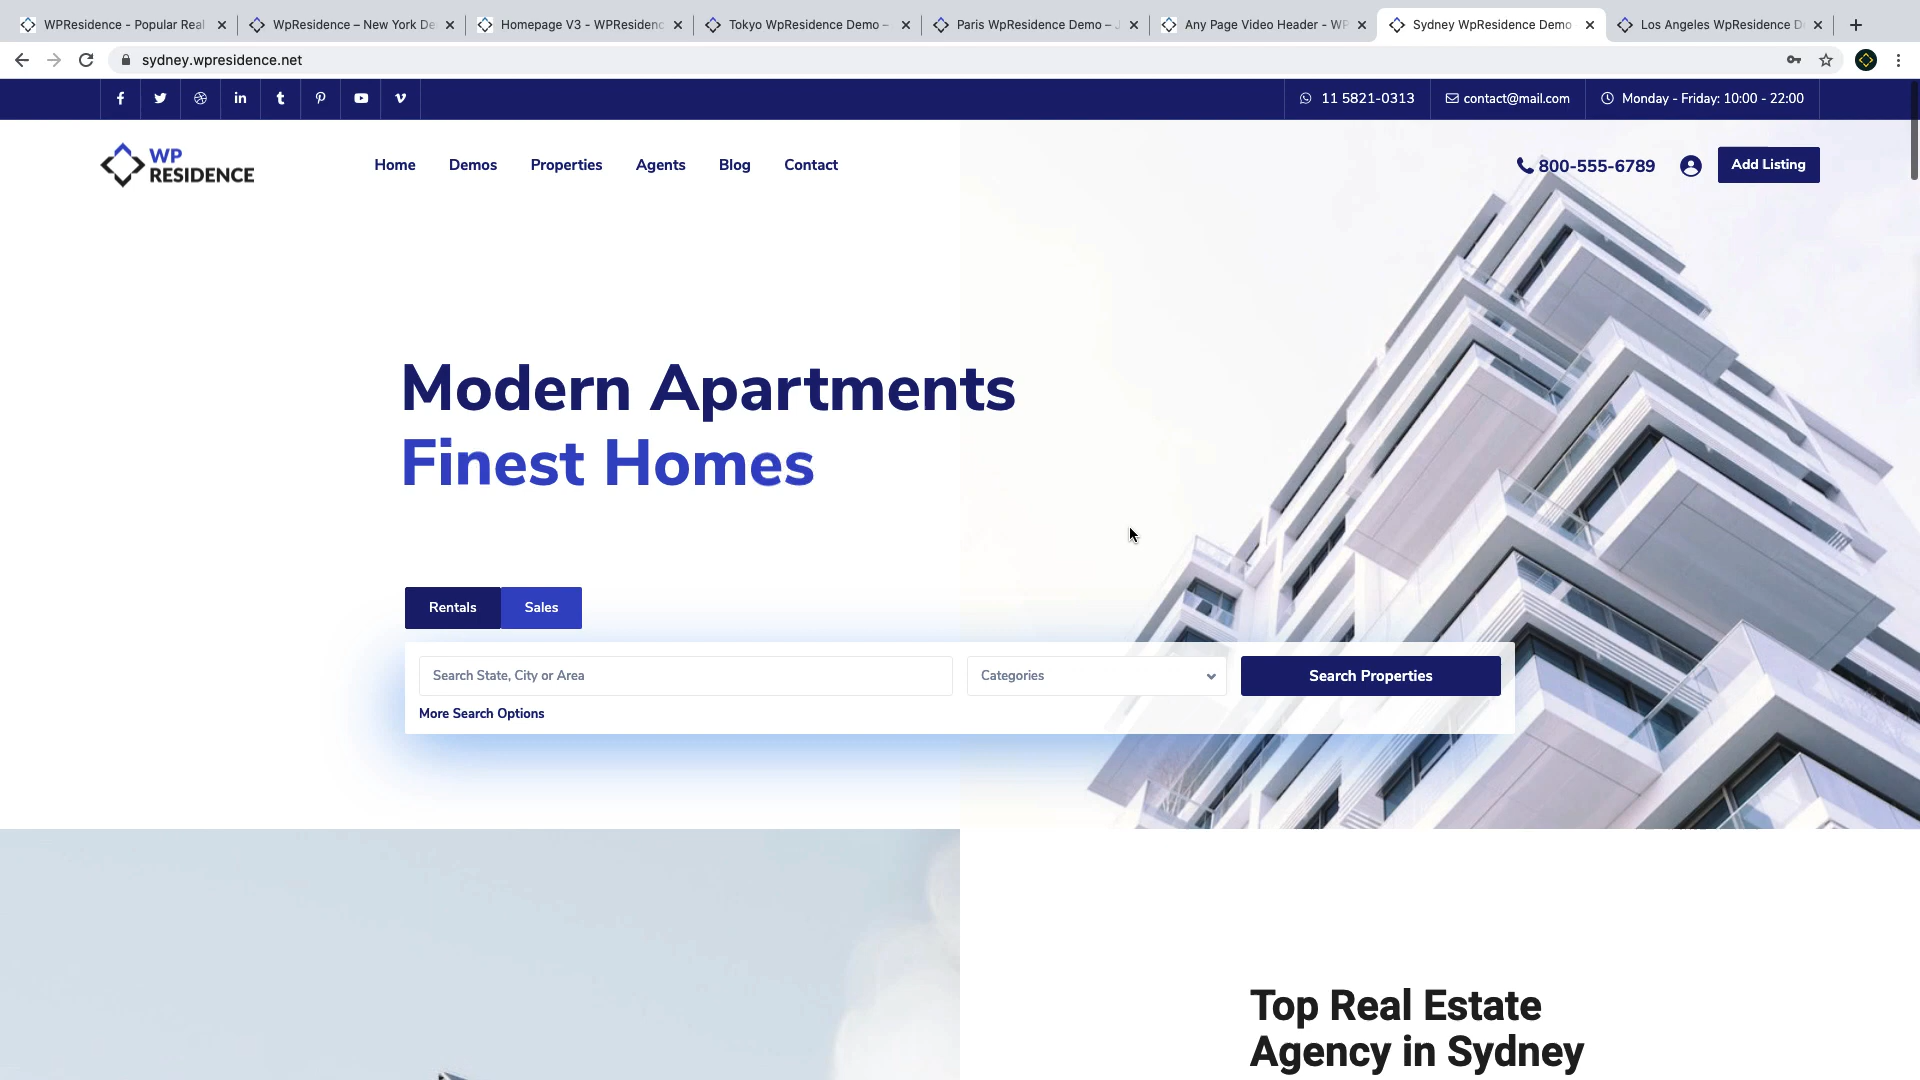 WPResidence - Popular Real
WpResidence – New York De
Homepage V3 - WPResidenc
Tokyo WpResidence Demo –
Paris WpResidence Demo – J
Any Page Video Header - WP
Sydney WpResidence Demo
Los Angeles WpResidence D
sydney.wpresidence.net
11 5821-0313
contact@mail.com
Monday - Friday: 10:00 - 22:00
WP
RESIDENCE
Home
Demos
Properties
Agents
Blog
Contact
800-555-6789
Add Listing
Modern Apartments
Finest Homes
Rentals
Sales
Search State, City or Area
Categories
Search Properties
More Search Options
Top Real Estate
Agency in Sydney